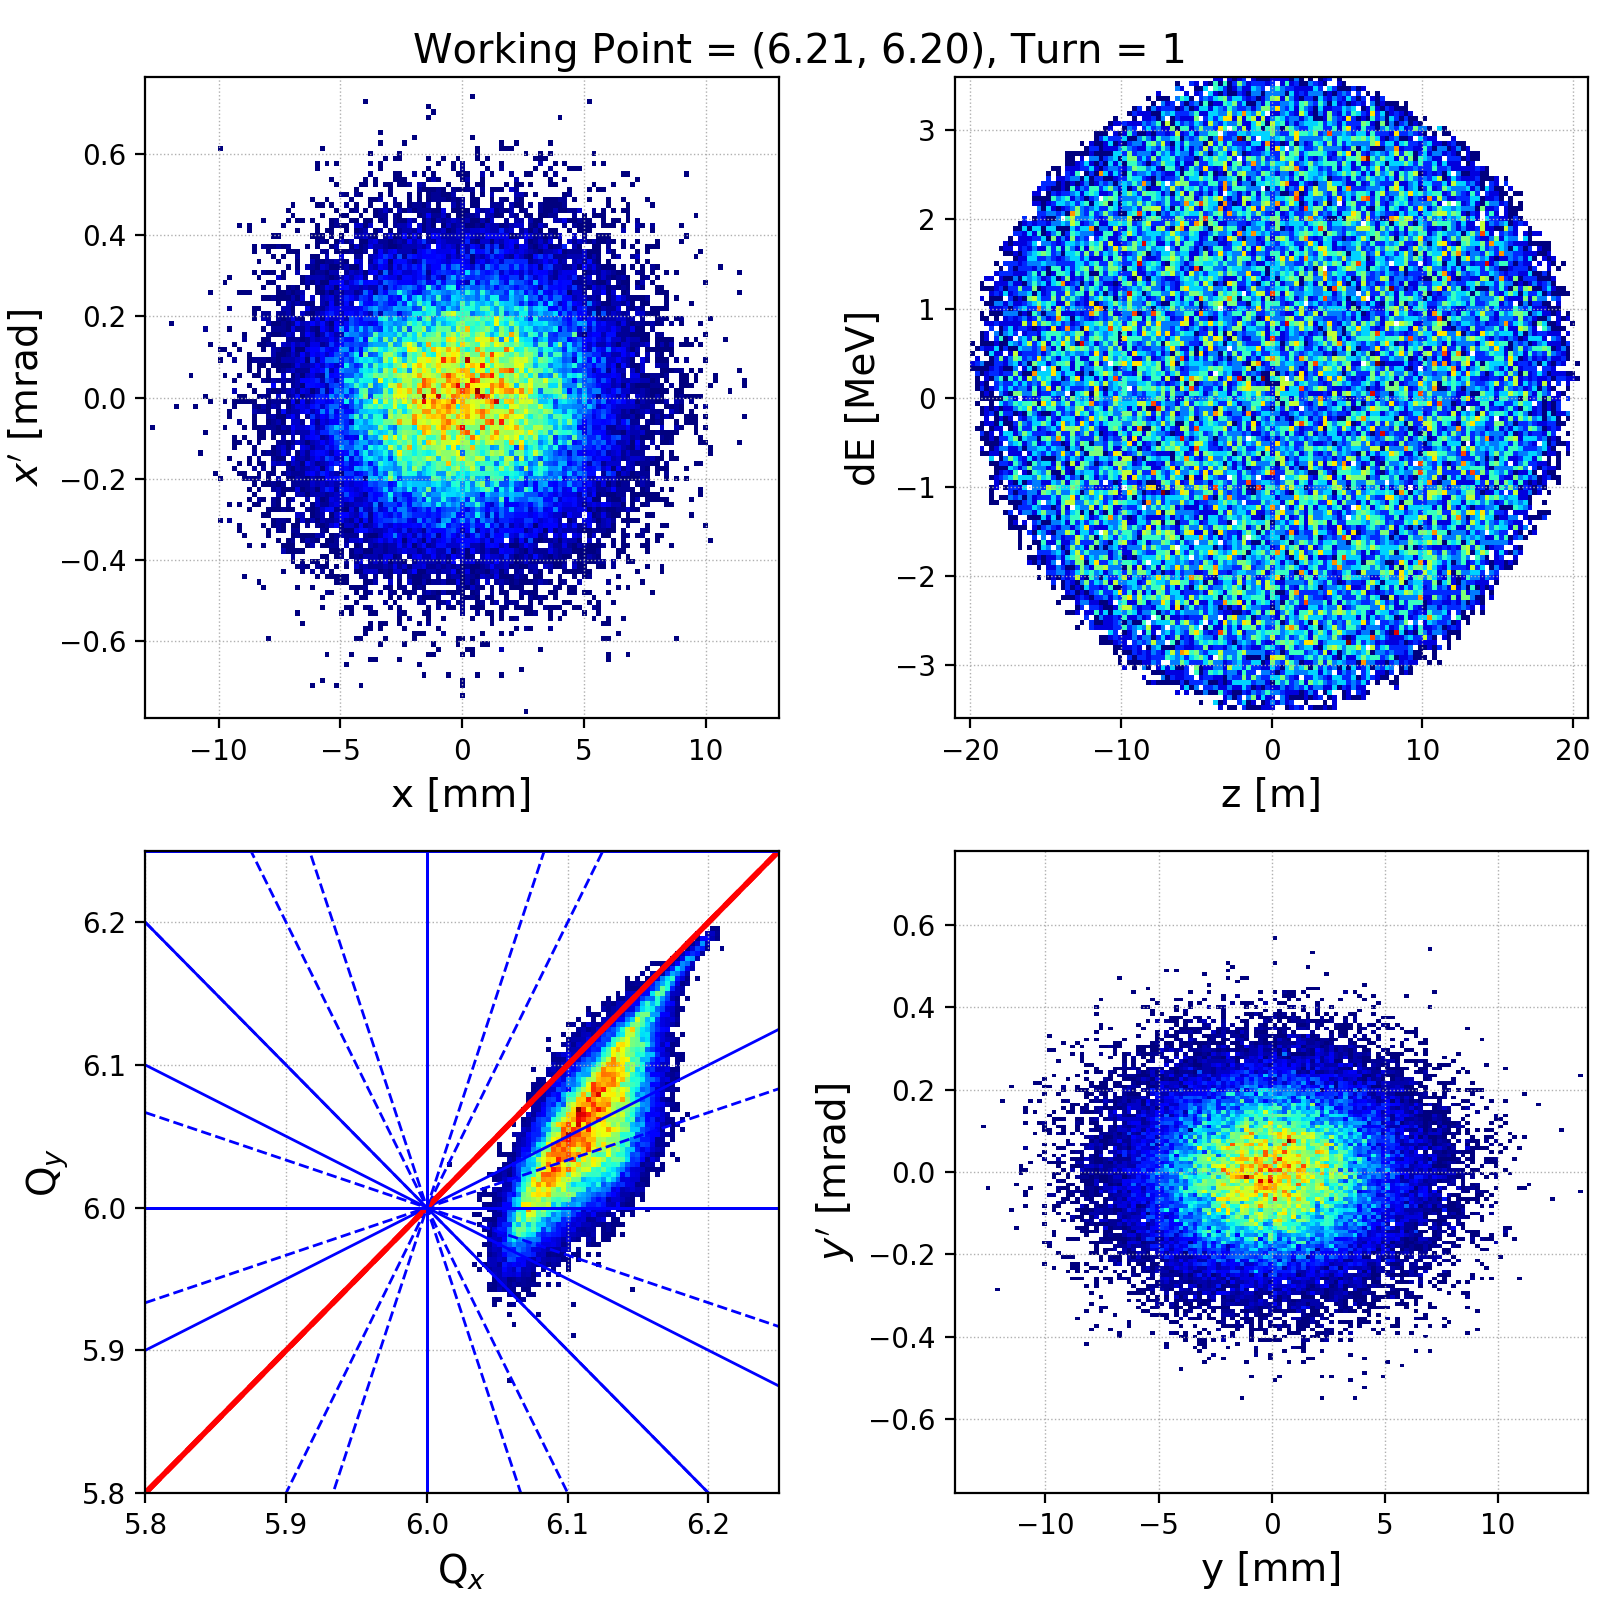 Working Point = (6.21, 6.20), Turn = 1
0.6
0.4
0.2
0.0
−0.2
−0.4
−0.6
x′ [mrad]
−10 −5 0 5 10
x [mm]
3
2
1
0
−1
−2
−3
dE [MeV]
−20 −10 0 10 20
z [m]
6.2
6.1
6.0
5.9
5.8
Qy
5.8 5.9 6.0 6.1 6.2
Qx
0.6
0.4
0.2
0.0
−0.2
−0.4
−0.6
y′ [mrad]
−10 −5 0 5 10
y [mm]